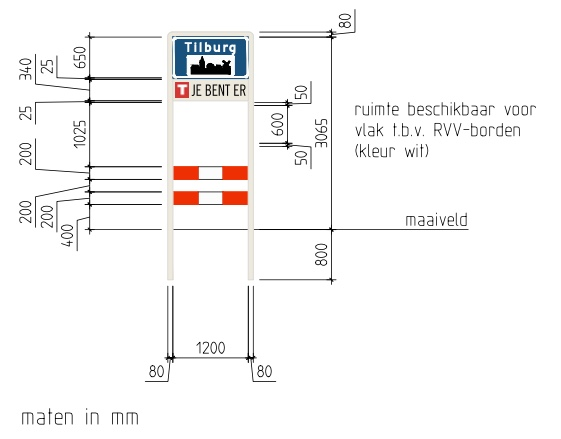 80
650
25
340
Tilburg
T JE BENT ER
25
50
600
3065
1025
50
ruimte beschikbaar voor
vlak t.b.v. RVV-borden
(kleur wit)
200
200
200
400
maaiveld
800
1200
80
80
maten in mm